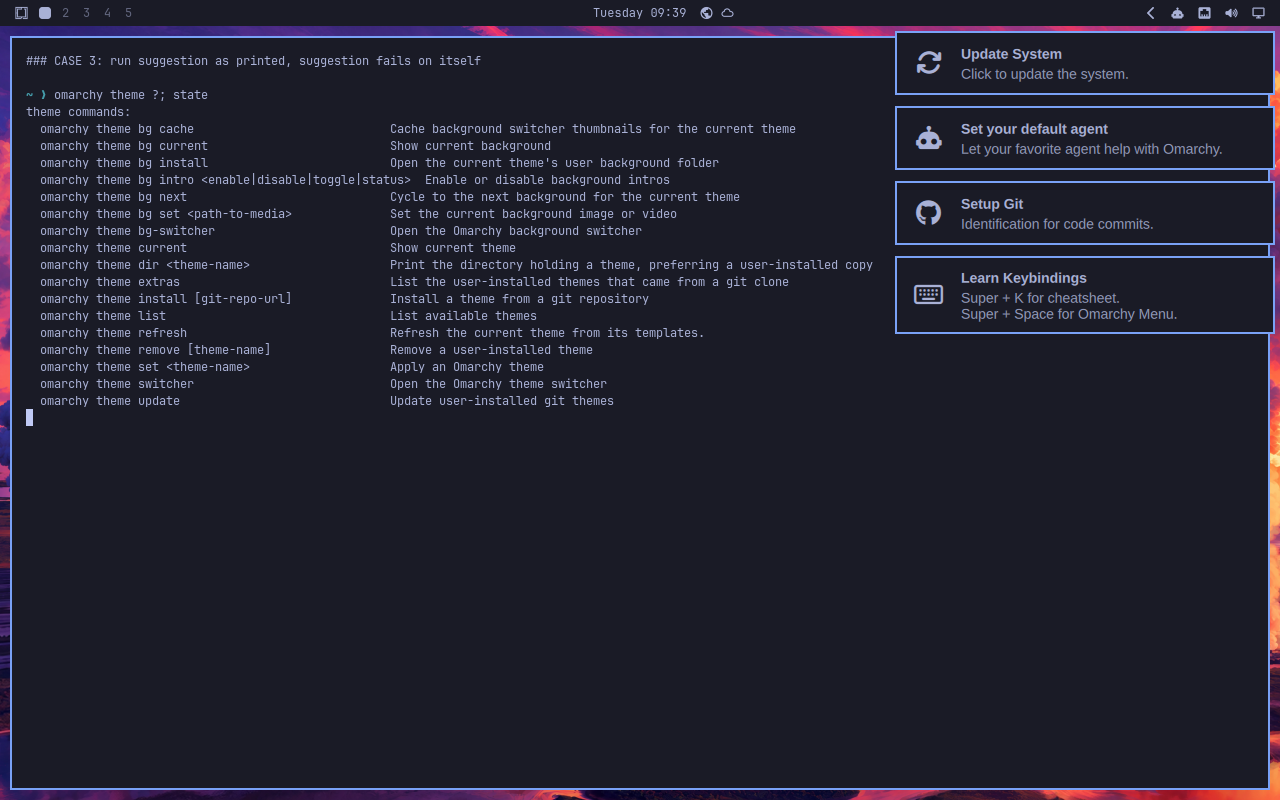 2 3 4 5
Tuesday 09:39
### CASE 3: run suggestion as printed, suggestion fails on itself
~ ❯ omarchy theme ?; state
theme commands:
omarchy theme bg cache Cache background switcher thumbnails for the current theme
omarchy theme bg current Show current background
omarchy theme bg install Open the current theme's user background folder
omarchy theme bg intro <enable|disable|toggle|status> Enable or disable background intros
omarchy theme bg next Cycle to the next background for the current theme
omarchy theme bg set <path-to-media> Set the current background image or video
omarchy theme bg-switcher Open the Omarchy background switcher
omarchy theme current Show current theme
omarchy theme dir <theme-name> Print the directory holding a theme, preferring a user-installed copy
omarchy theme extras List the user-installed themes that came from a git clone
omarchy theme install [git-repo-url] Install a theme from a git repository
omarchy theme list List available themes
omarchy theme refresh Refresh the current theme from its templates.
omarchy theme remove [theme-name] Remove a user-installed theme
omarchy theme set <theme-name> Apply an Omarchy theme
omarchy theme switcher Open the Omarchy theme switcher
omarchy theme update Update user-installed git themes
Update System
Click to update the system.
Set your default agent
Let your favorite agent help with Omarchy.
Setup Git
Identification for code commits.
Learn Keybindings
Super + K for cheatsheet.
Super + Space for Omarchy Menu.